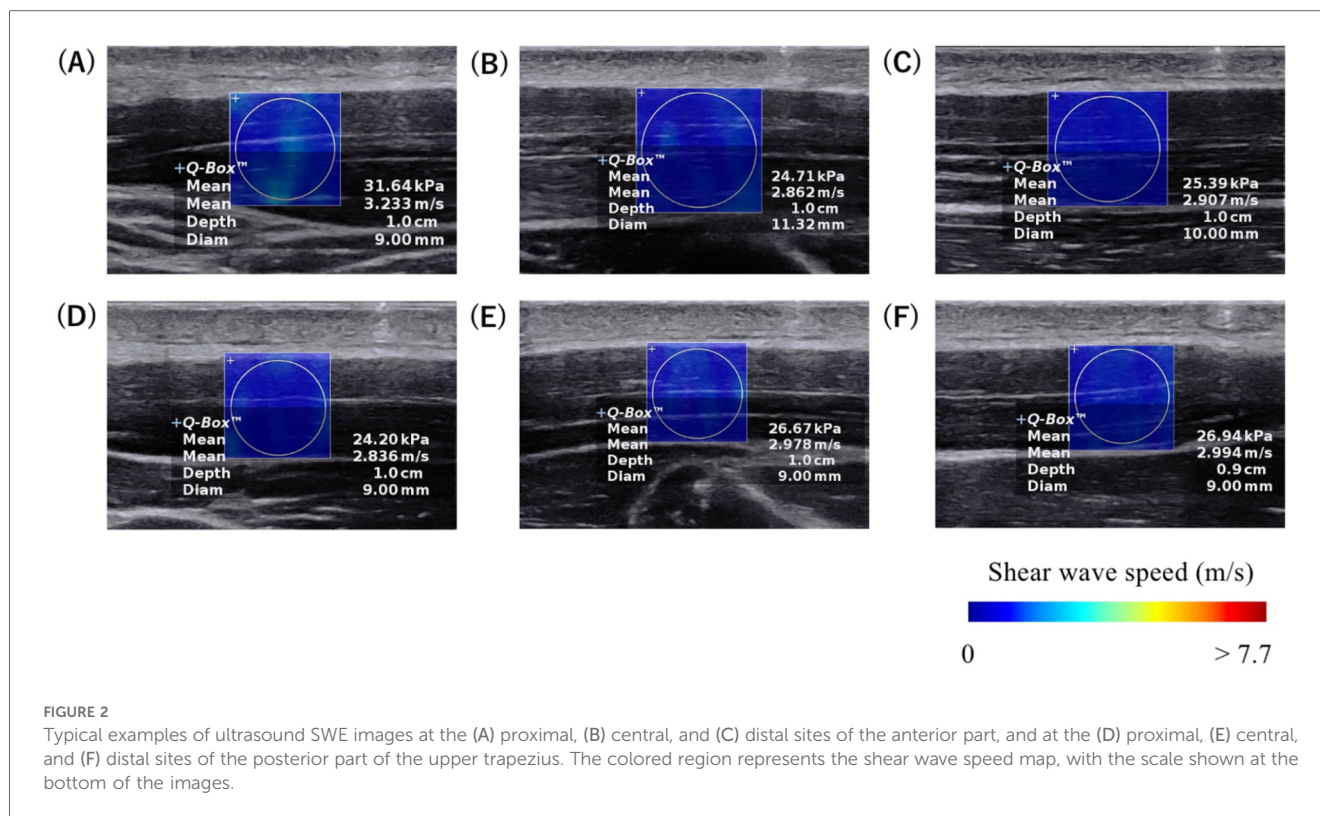 (A)
+Q-Box™
Mean 31.64 kPa
Mean 3.233 m/s
Depth 1.0 cm
Diam 9.00 mm
(B)
+Q-Box™
Mean 24.71 kPa
Mean 2.862 m/s
Depth 1.0 cm
Diam 11.32 mm
(C)
+Q-Box™
Mean 25.39 kPa
Mean 2.907 m/s
Depth 1.0 cm
Diam 10.00 mm
(D)
+Q-Box™
Mean 24.20 kPa
Mean 2.836 m/s
Depth 1.0 cm
Diam 9.00 mm
(E)
+Q-Box™
Mean 26.67 kPa
Mean 2.978 m/s
Depth 1.0 cm
Diam 9.00 mm
(F)
+Q-Box™
Mean 26.94 kPa
Mean 2.994 m/s
Depth 0.9 cm
Diam 9.00 mm
Shear wave speed (m/s)
0 > 7.7
FIGURE 2
Typical examples of ultrasound SWE images at the (A) proximal, (B) central, and (C) distal sites of the anterior part, and at the (D) proximal, (E) central,
and (F) distal sites of the posterior part of the upper trapezius. The colored region represents the shear wave speed map, with the scale shown at the
bottom of the images.